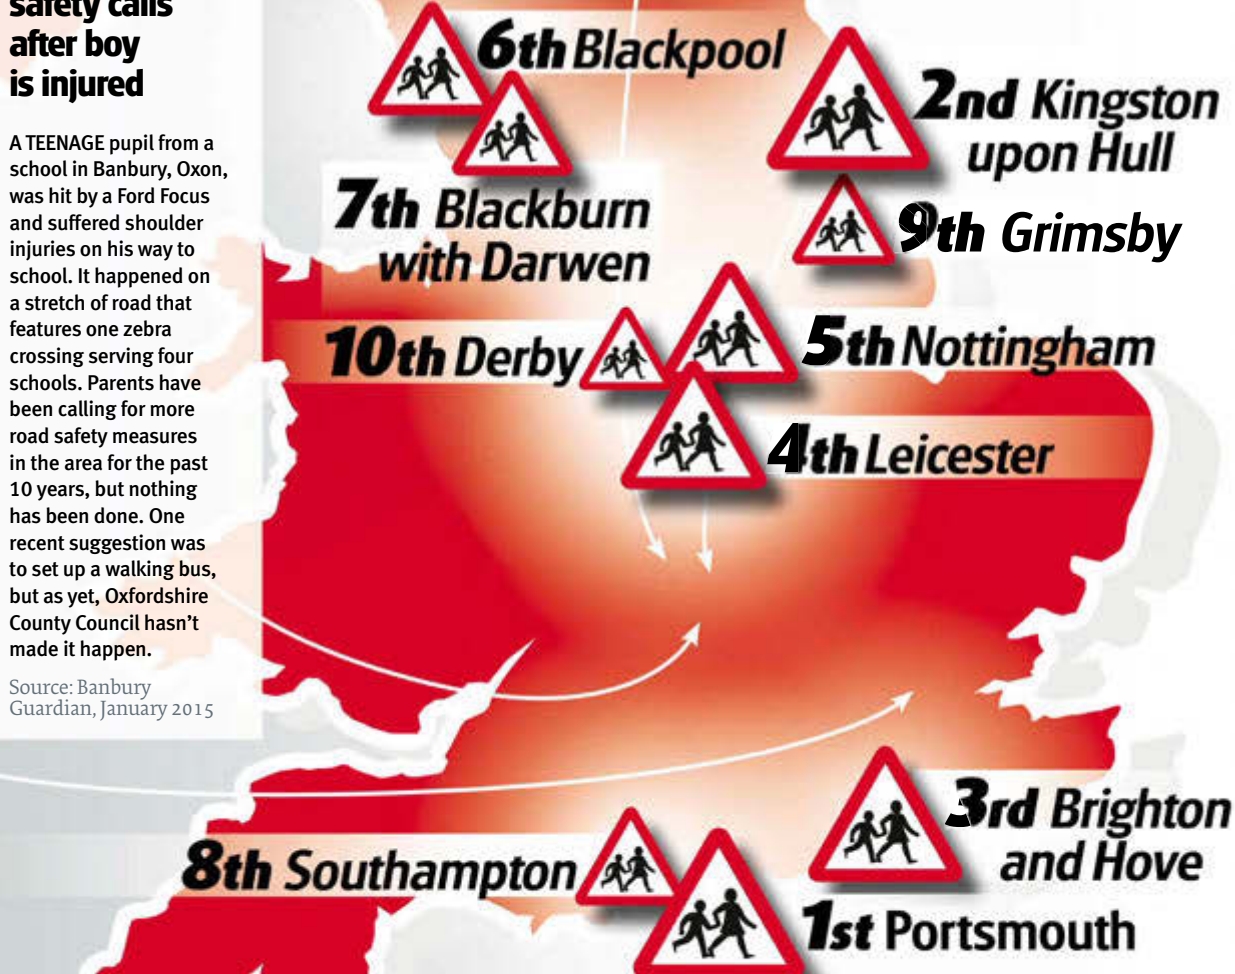 safety calls
after boy
is injured
A TEENAGE pupil from a
school in Banbury, Oxon,
was hit by a Ford Focus
and suffered shoulder
injuries on his way to
school. It happened on
a stretch of road that
features one zebra
crossing serving four
schools. Parents have
been calling for more
road safety measures
in the area for the past
10 years, but nothing
has been done. One
recent suggestion was
to set up a walking bus,
but as yet, Oxfordshire
County Council hasn't
made it happen.
Source: Banbury
Guardian, January 2015
6th Blackpool
2nd Kingston
upon Hull
7th Blackburn
with Darwen
9th Grimsby
10th Derby
5th Nottingham
4th Leicester
3rd Brighton
and Hove
8th Southampton
1st Portsmouth